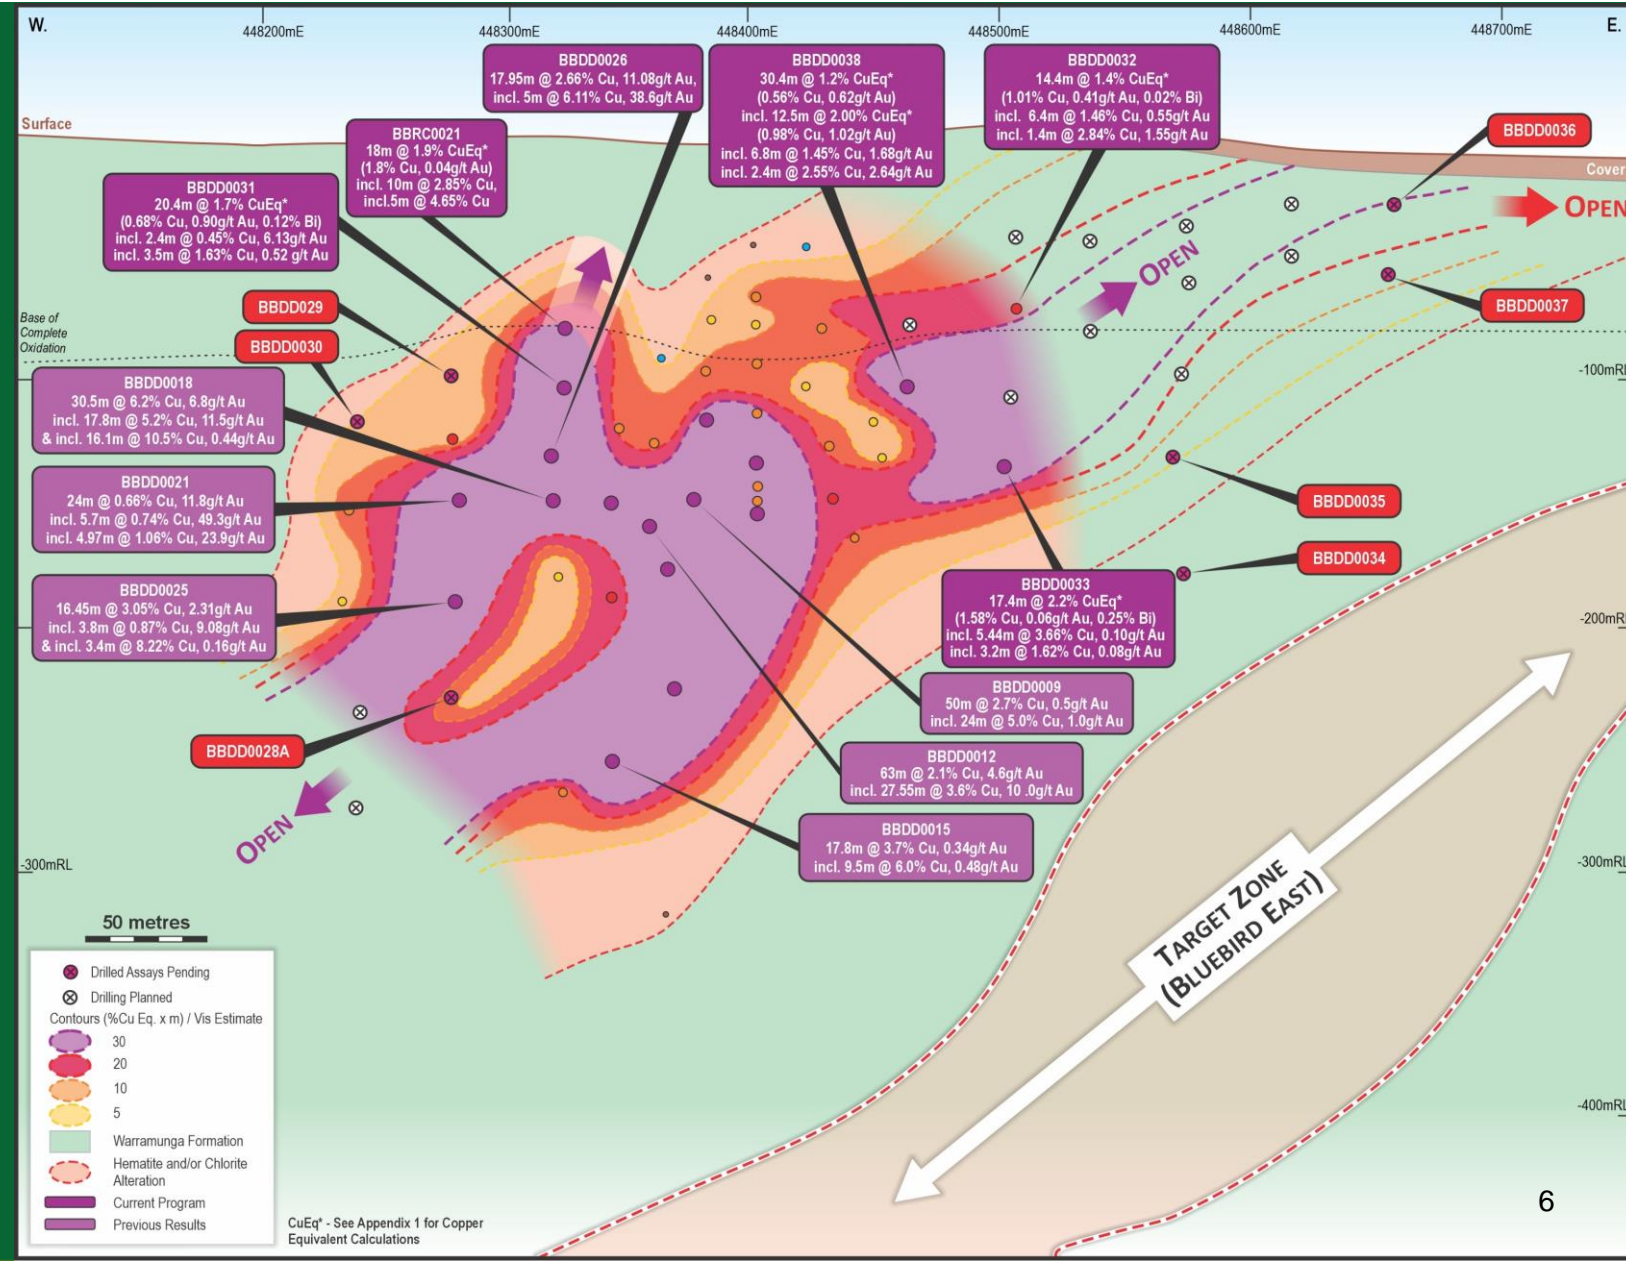 W.
448200mE
448300mE
448400mE
448500mE
448600mE
448700mE
E.
Surface
BBDD0026
17.95m @ 2.66% Cu, 11.08g/t Au,
incl. 5m @ 6.11% Cu, 38.6g/t Au
BBDD0038
30.4m @ 1.2% CuEq*
(0.56% Cu, 0.62g/t Au)
incl. 12.5m @ 2.00% CuEq*
(0.98% Cu, 1.02g/t Au)
incl. 6.8m @ 1.45% Cu, 1.68g/t Au
incl. 2.4m @ 2.55% Cu, 2.64g/t Au
BBDD0032
14.4m @ 1.4% CuEq*
(1.01% Cu, 0.41g/t Au, 0.02% Bi)
incl. 6.4m @ 1.46% Cu, 0.55g/t Au
incl. 1.4m @ 2.84% Cu, 1.55g/t Au
BBDD0036
BBRC0021
18m @ 1.9% CuEq*
(1.8% Cu, 0.04g/t Au)
incl. 10m @ 2.85% Cu,
incl.5m @ 4.65% Cu
Cover
BBDD0031
20.4m @ 1.7% CuEq*
(0.68% Cu, 0.90g/t Au, 0.12% Bi)
incl. 2.4m @ 0.45% Cu, 6.13g/t Au
incl. 3.5m @ 1.63% Cu, 0.52 g/t Au
OPEN
OPEN
BBDD029
BBDD0037
Base of
Complete
Oxidation
BBDD0030
-100mRL
BBDD0018
30.5m @ 6.2% Cu, 6.8g/t Au
incl. 17.8m @ 5.2% Cu, 11.5g/t Au
& incl. 16.1m @ 10.5% Cu, 0.44g/t Au
BBDD0021
24m @ 0.66% Cu, 11.8g/t Au
incl. 5.7m @ 0.74% Cu, 49.3g/t Au
incl. 4.97m @ 1.06% Cu, 23.9g/t Au
BBDD0035
BBDD0034
BBDD0025
16.45m @ 3.05% Cu, 2.31g/t Au
incl. 3.8m @ 0.87% Cu, 9.08g/t Au
& incl. 3.4m @ 8.22% Cu, 0.16g/t Au
BBDD0033
17.4m @ 2.2% CuEq*
(1.58% Cu, 0.06g/t Au, 0.25% Bi)
incl. 5.44m @ 3.66% Cu, 0.10g/t Au
incl. 3.2m @ 1.62% Cu, 0.08g/t Au
-200mRL
BBDD0009
50m @ 2.7% Cu, 0.5g/t Au
incl. 24m @ 5.0% Cu, 1.0g/t Au
BBDD0028A
BBDD0012
63m @ 2.1% Cu, 4.6g/t Au
incl. 27.55m @ 3.6% Cu, 10 .0g/t Au
OPEN
BBDD0015
17.8m @ 3.7% Cu, 0.34g/t Au
incl. 9.5m @ 6.0% Cu, 0.48g/t Au
-300mRL
-300mRL
TARGET ZONE
(BLUEBIRD EAST)
-400mRL
50 metres
Drilled Assays Pending
Drilling Planned
Contours (%Cu Eq. x m) / Vis Estimate
30
20
10
5
Warramunga Formation
Hematite and/or Chlorite
Alteration
Current Program
Previous Results
CuEq* - See Appendix 1 for Copper
Equivalent Calculations
6